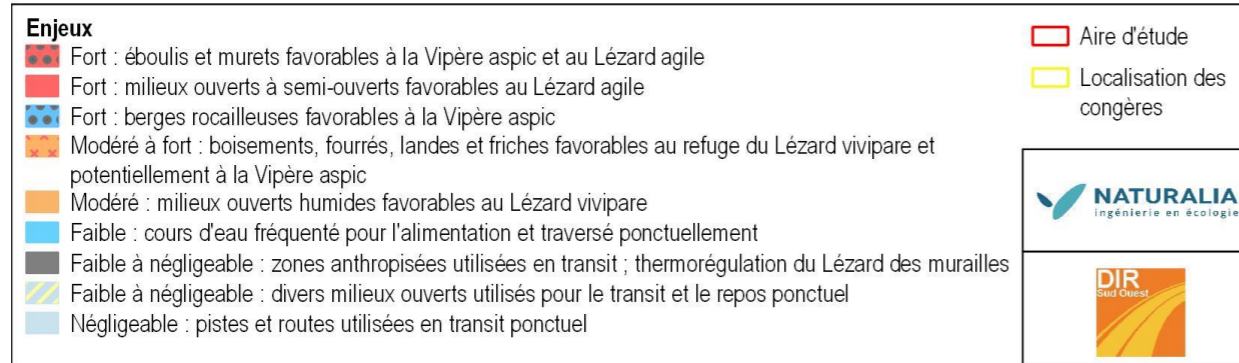 Enjeux
Fort : éboulis et murets favorables à la Vipère aspic et au Lézard agile
Fort : milieux ouverts à semi-ouverts favorables au Lézard agile
Fort : berges rocailleuses favorables à la Vipère aspic
Modéré à fort : boisements, fourrés, landes et friches favorables au refuge du Lézard vivipare et
potentiellement à la Vipère aspic
Modéré : milieux ouverts humides favorables au Lézard vivipare
Faible : cours d'eau fréquenté pour l'alimentation et traversé ponctuellement
Faible à négligeable : zones anthropisées utilisées en transit ; thermorégulation du Lézard des murailles
Faible à négligeable : divers milieux ouverts utilisés pour le transit et le repos ponctuel
Négligeable : pistes et routes utilisées en transit ponctuel
Aire d'étude
Localisation des
congères
NATURALIA
ingénierie en écologie
DIR
Sud Ouest